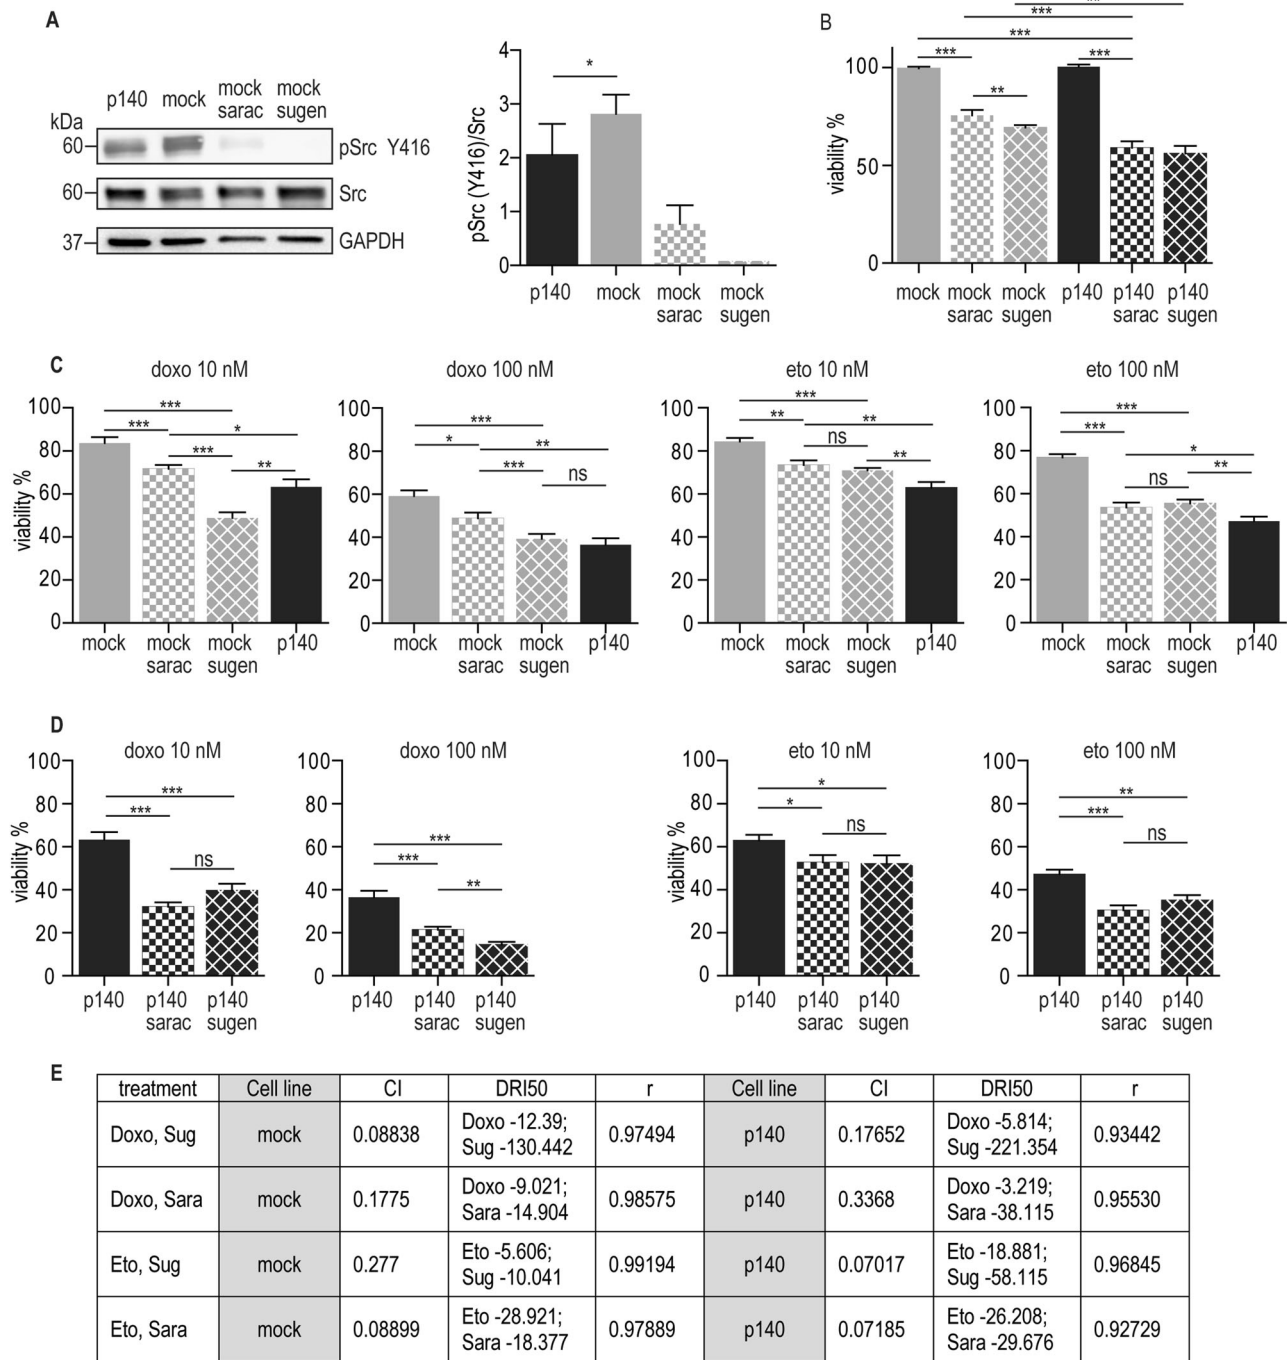 A
p140
mock
mock
sarac
mock
sugen
kDa
60
pSrc Y416
60
Src
37
GAPDH
pSrc (Y416)/Src
4
3
2
1
0
*
p140
mock
mock
sarac
mock
sugen
B
viability %
100
50
0
***
***
***
***
**
mock
mock
sarac
mock
sugen
p140
p140
sarac
p140
sugen
C
doxo 10 nM
viability %
100
80
60
40
20
0
***
***
*
***
**
mock
mock
sarac
mock
sugen
p140
doxo 100 nM
100
80
60
40
20
0
***
*
**
***
ns
mock
mock
sarac
mock
sugen
p140
eto 10 nM
100
80
60
40
20
0
***
**
**
ns
**
mock
mock
sarac
mock
sugen
p140
eto 100 nM
100
80
60
40
20
0
***
***
*
ns
**
mock
mock
sarac
mock
sugen
p140
D
doxo 10 nM
viability %
100
80
60
40
20
0
***
***
ns
p140
p140
sarac
p140
sugen
doxo 100 nM
100
80
60
40
20
0
***
***
**
p140
p140
sarac
p140
sugen
eto 10 nM
viability %
100
80
60
40
20
0
*
*
ns
p140
p140
sarac
p140
sugen
eto 100 nM
100
80
60
40
20
0
**
***
ns
p140
p140
sarac
p140
sugen
E
treatment Cell line CI DRI50 r Cell line CI DRI50 r
Doxo, Sug mock 0.08838 Doxo -12.39; 0.97494 p140 0.17652 Doxo -5.814; 0.93442
Sug -130.442 Sug -221.354
Doxo, Sara mock 0.1775 Doxo -9.021; 0.98575 p140 0.3368 Doxo -3.219; 0.95530
Sara -14.904 Sara -38.115
Eto, Sug mock 0.277 Eto -5.606; 0.99194 p140 0.07017 Eto -18.881; 0.96845
Sug -10.041 Sug -58.115
Eto, Sara mock 0.08899 Eto -28.921; 0.97889 p140 0.07185 Eto -26.208; 0.92729
Sara -18.377 Sara -29.676